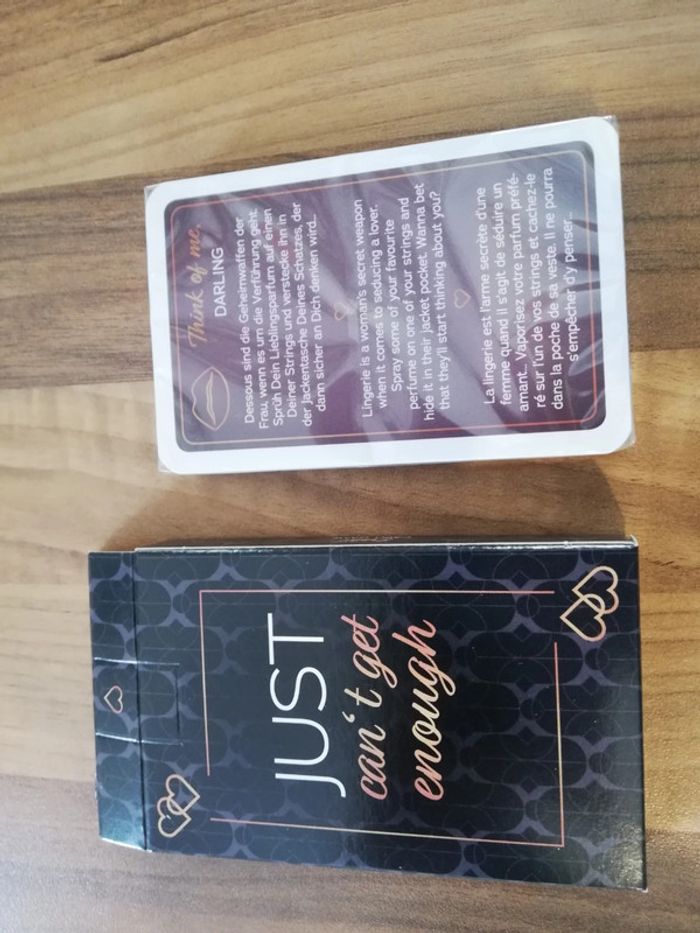 Think of me,
DARLING
Dessous sind die Geheimwaffen der
Frau, wenn es um die Verführung geht.
Sprüh Dein Lieblingsparfum auf einen
Deiner Strings und verstecke ihn in
der Jackentasche Deines Schatzes, der
dann sicher an Dich denken wird...
Lingerie is a woman's secret weapon
when it comes to seducing a lover.
Spray some of your favourite
perfume on one of your strings and
hide it in their jacket pocket. Wanna bet
that they'll start thinking about you?
La lingerie est l'arme secrète d'une
femme quand il s'agit de séduire un
amant... Vaporisez votre parfum préfé-
ré sur l'un de vos strings et cachez-le
dans la poche de sa veste. Il ne pourra
s'empêcher d'y penser...
JUST
can't get
enough